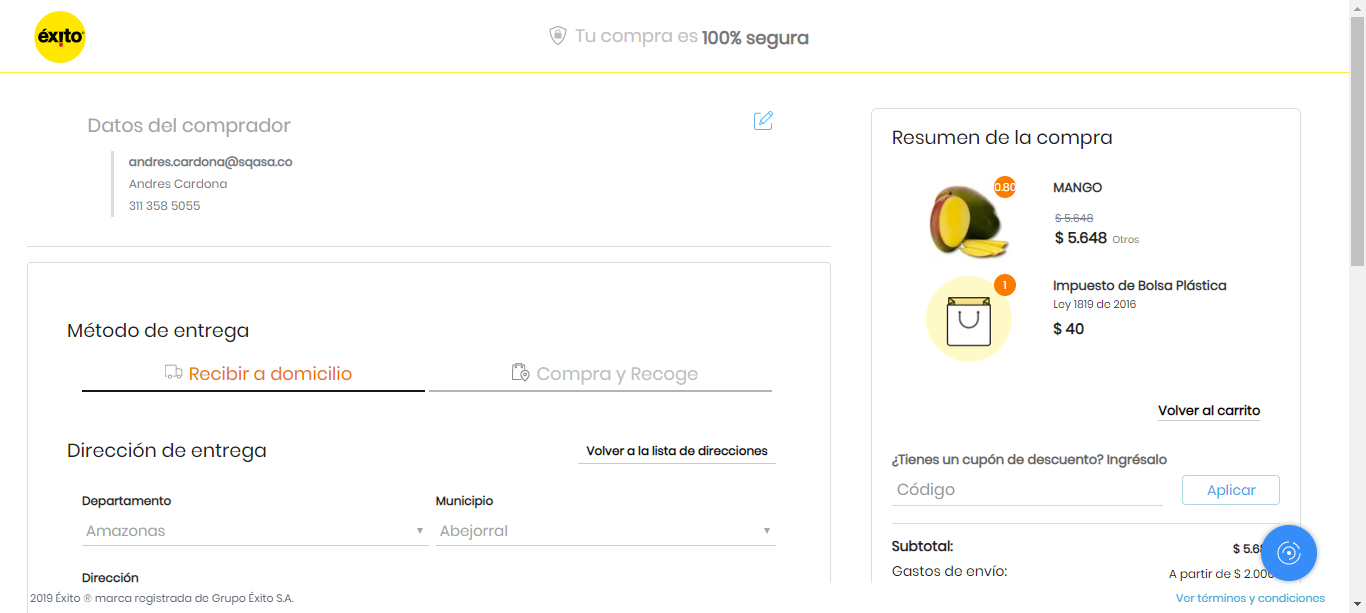 éxito
Tu compra es 100% segura
Datos del comprador
andres.cardona@sqasa.co
Andres Cardona
311 358 5055
Método de entrega
Recibir a domicilio
Compra y Recoge
Dirección de entrega
Volver a la lista de direcciones
Departamento
Municipio
Amazonas
Abejorral
Dirección
Resumen de la compra
0.80
MANGO
$ 5.648
$ 5.648 Otros
1
Impuesto de Bolsa Plástica
Ley 1819 de 2016
$ 40
Volver al carrito
¿Tienes un cupón de descuento? Ingrésalo
Código
Aplicar
Subtotal:
$ 5.6
Gastos de envío:
A partir de $ 2.000
2019 Éxito ® marca registrada de Grupo Éxito S.A.
Ver términos y condiciones